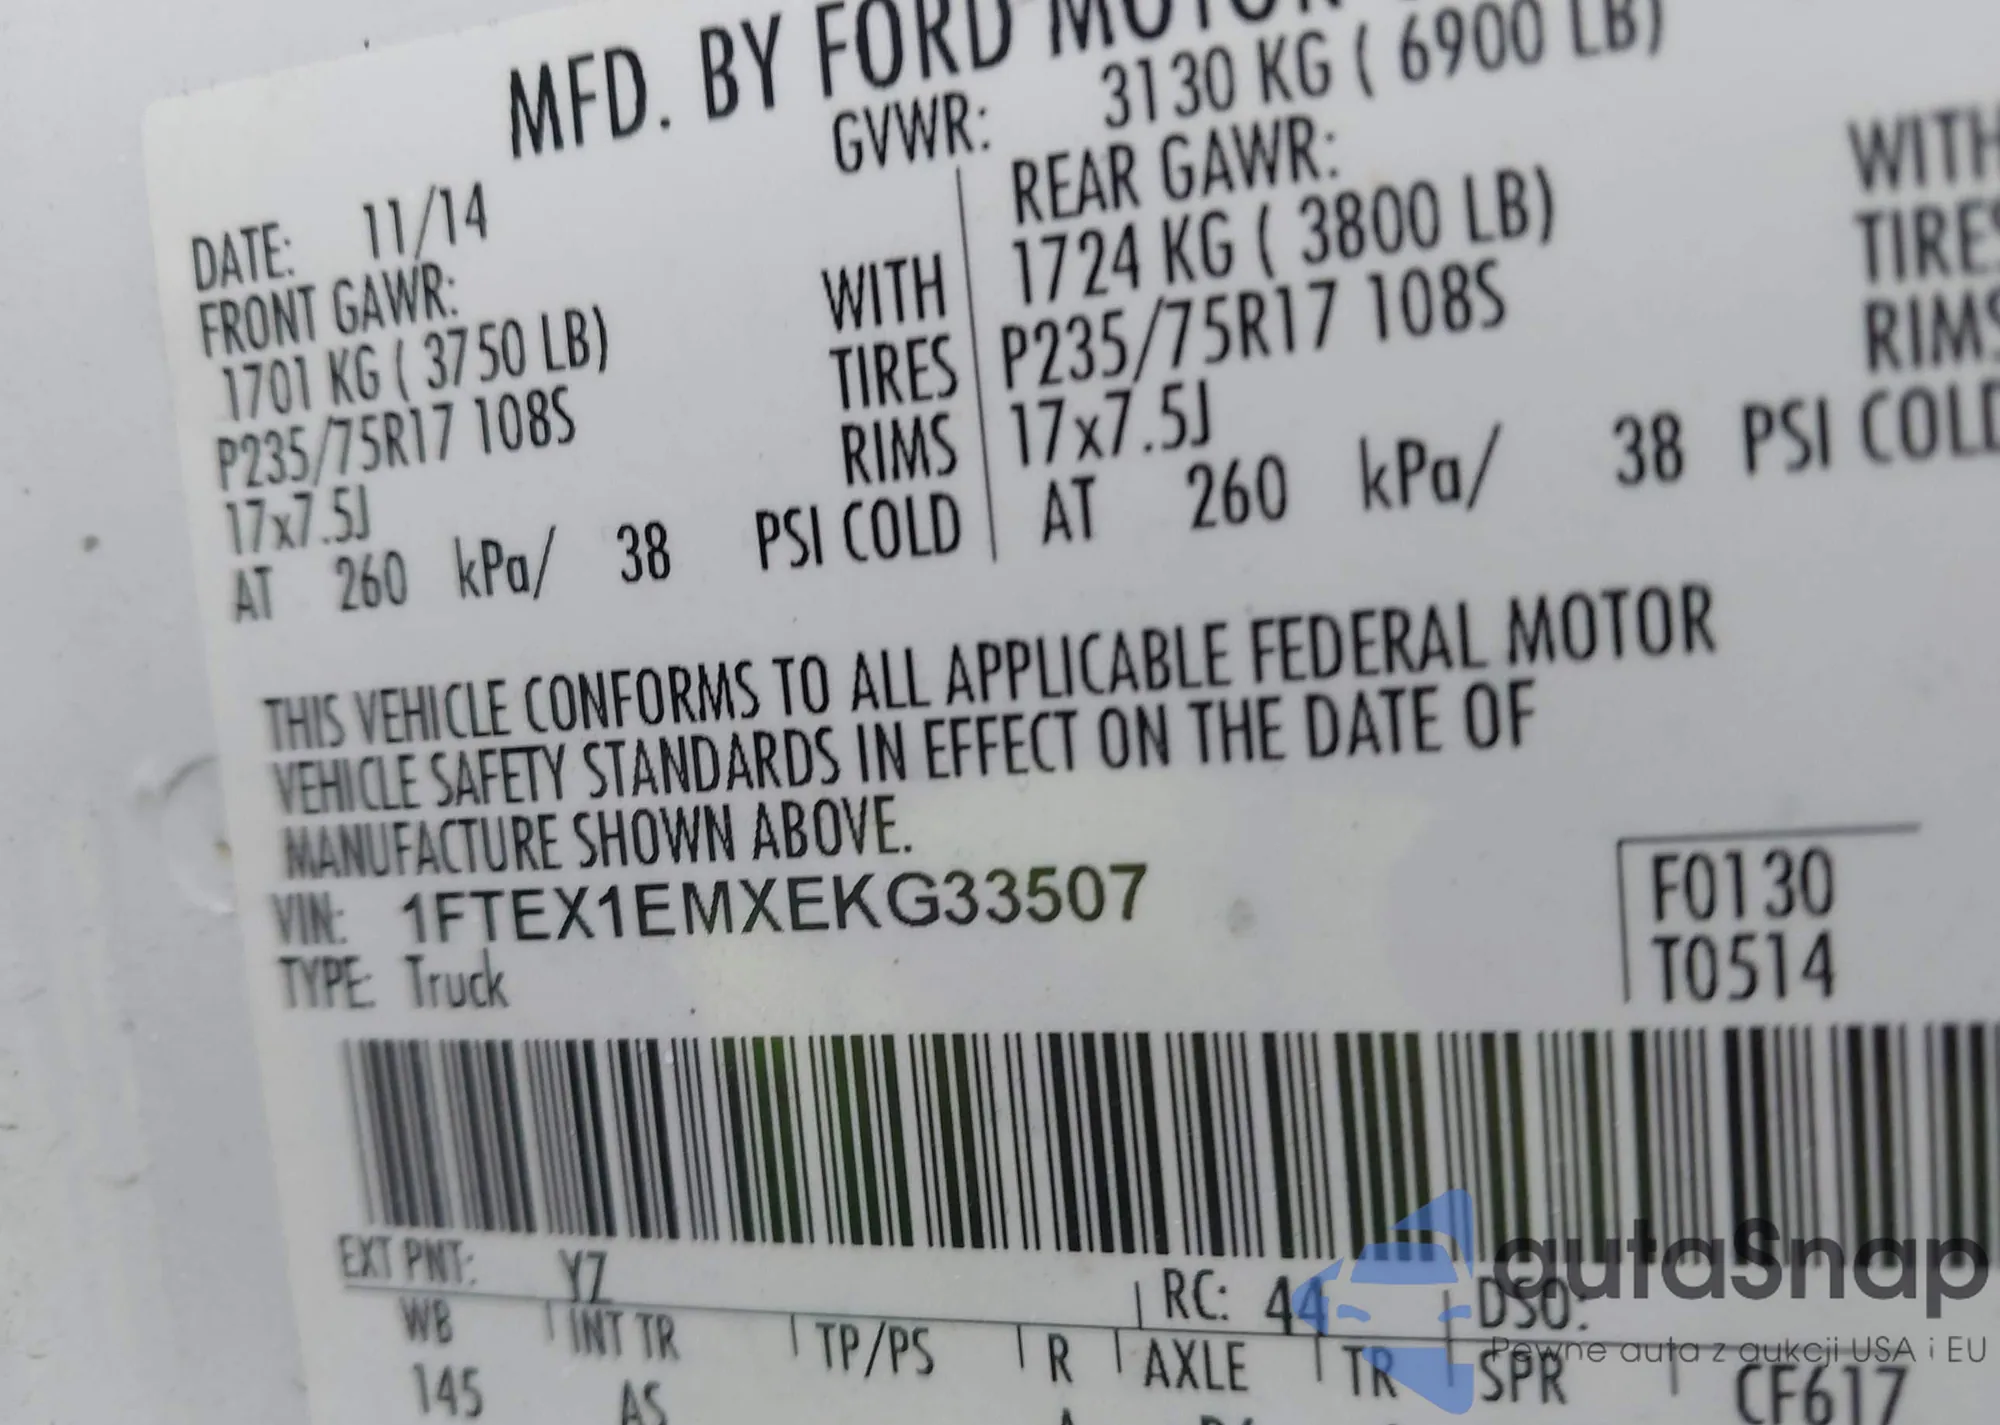 MFD. BY FORD MOTOR
GVWR: 3130 KG ( 6900 LB)
DATE: 11/14
FRONT GAWR:
1701 KG ( 3750 LB) WITH
P235/75R17 108S TIRES
17x7.5J RIMS
AT 260 kPa/ 38 PSI COLD
REAR GAWR:
1724 KG ( 3800 LB) WITH
P235/75R17 108S TIRES
17x7.5J RIMS
AT 260 kPa/ 38 PSI COLD
THIS VEHICLE CONFORMS TO ALL APPLICABLE FEDERAL MOTOR
VEHICLE SAFETY STANDARDS IN EFFECT ON THE DATE OF
MANUFACTURE SHOWN ABOVE.
VIN: 1FTEX1EMXEKG33507
TYPE: Truck
F0130
T0514
EXT PNT: YZ RC: 44 DSO:
WB INT TR TP/PS R AXLE TR SPR
145 AS CF617
autaSnap
Pewne auta z aukcji USA i EU